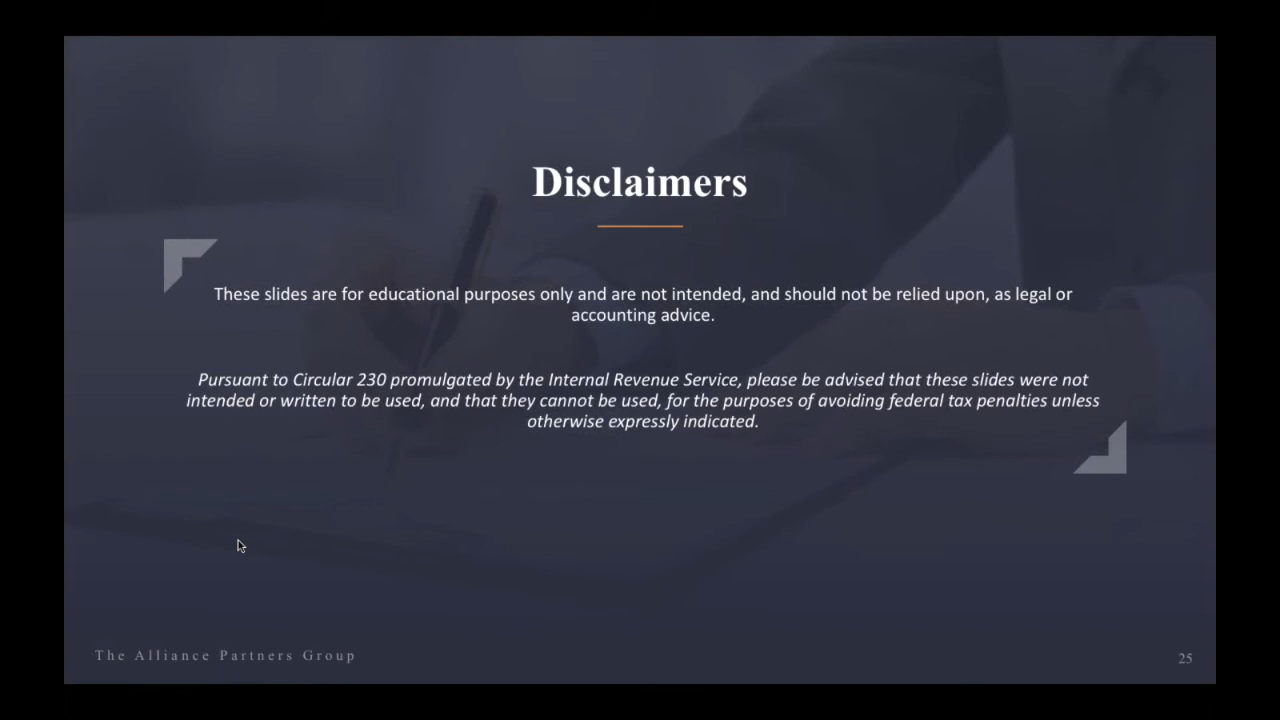 Disclaimers
These slides are for educational purposes only and are not intended, and should not be relied upon, as legal or
accounting advice.
Pursuant to Circular 230 promulgated by the Internal Revenue Service, please be advised that these slides were not
intended or written to be used, and that they cannot be used, for the purposes of avoiding federal tax penalties unless
otherwise expressly indicated.
The Alliance Partners Group
25